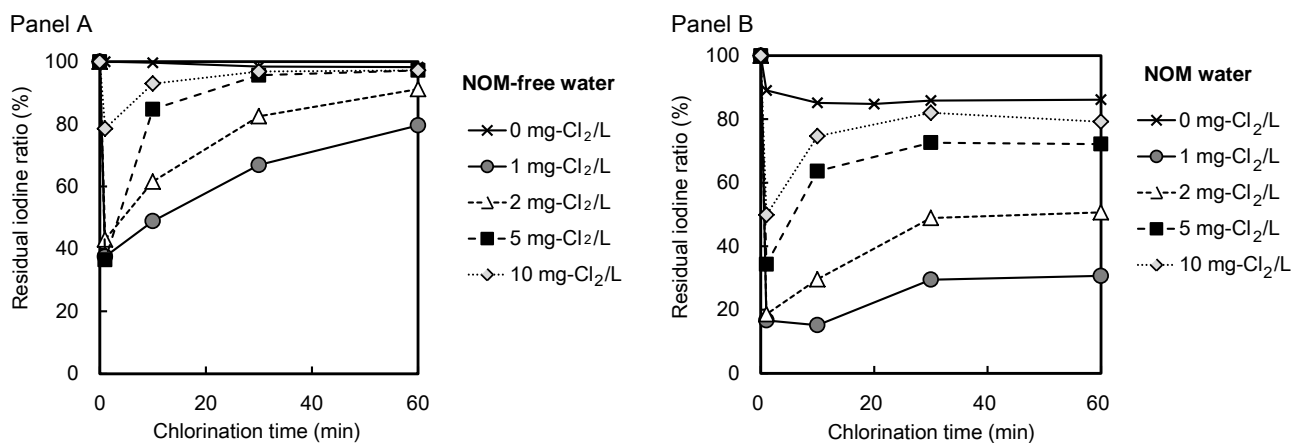 Panel A
Residual iodine ratio (%)
100
80
60
40
20
0
0
20
40
60
Chlorination time (min)
NOM-free water
0 mg-Cl₂/L
1 mg-Cl₂/L
2 mg-Cl₂/L
5 mg-Cl₂/L
10 mg-Cl₂/L
Panel B
Residual iodine ratio (%)
100
80
60
40
20
0
0
20
40
60
Chlorination time (min)
NOM water
0 mg-Cl₂/L
1 mg-Cl₂/L
2 mg-Cl₂/L
5 mg-Cl₂/L
10 mg-Cl₂/L